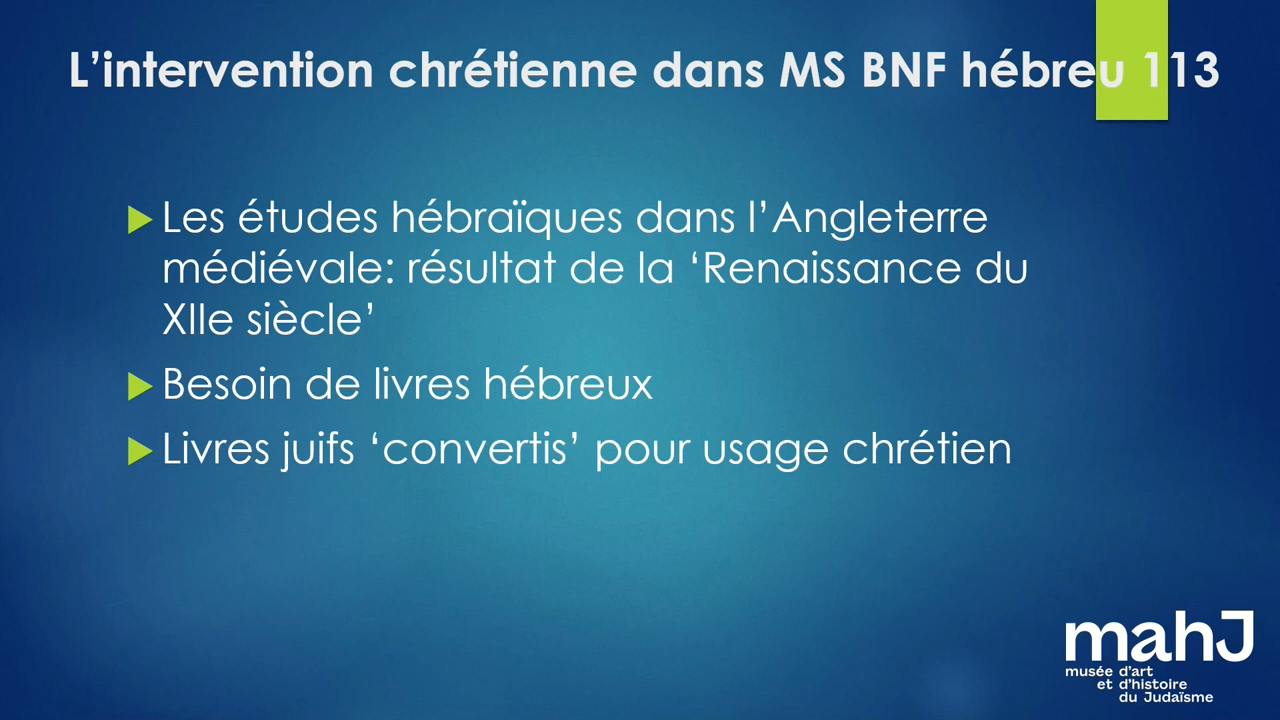 L’intervention chrétienne dans MS BNF hébreu 113
Les études hébraïques dans l’Angleterre
médiévale: résultat de la ‘Renaissance du
XIIe siècle’
Besoin de livres hébreux
Livres juifs ‘convertis’ pour usage chrétien
mahJ
musée d’art
et d’histoire
du Judaïsme